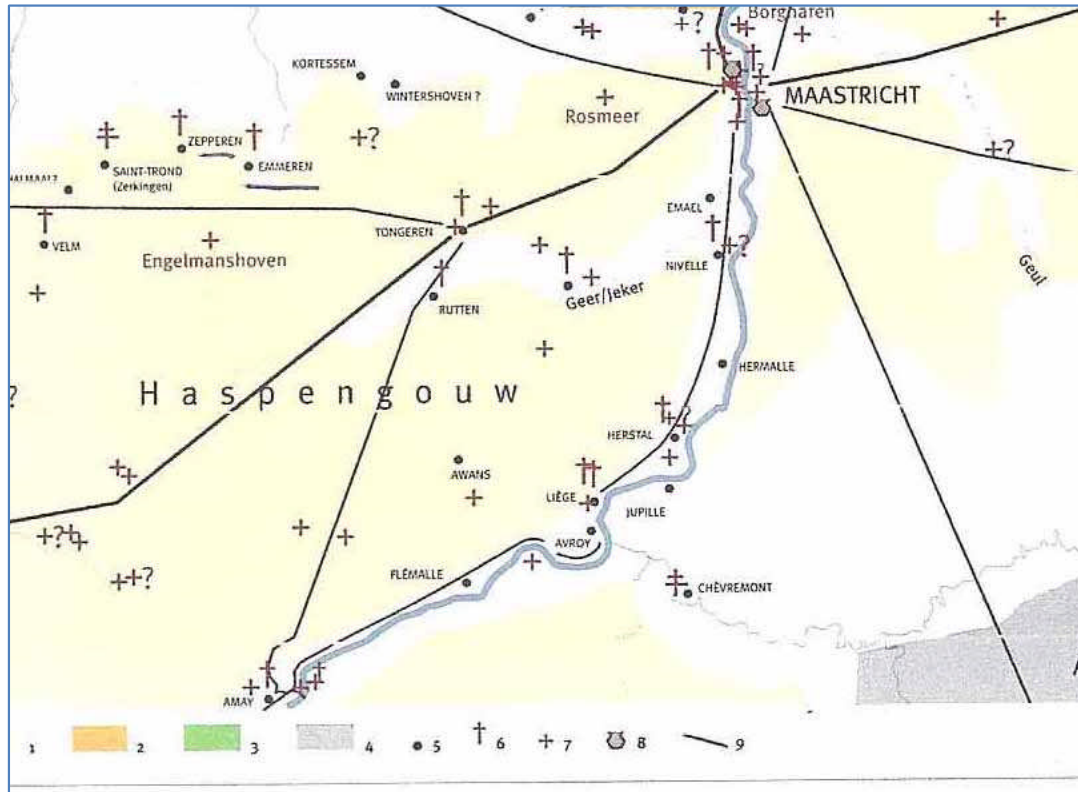 Borgharen
?
KORTESSEM
WINTERSHOVEN ?
?
MAASTRICHT
Rosmeer
?
?
ZEPPEREN
SAINT-TROND
(Zerkingen)
EMMEREN
EMAEL
TONGEREN
VELM
Engelmanshoven
?
NIVELLE
Geul
Geer/Jeker
RUTTEN
HERMALLE
?
Haspengouw
?
HERSTAL
AWANS
LIÈGE
JUPILLE
?
AVROY
?
FLÉMALLE
CHÈVREMONT
AMAY
1 2 3 4 5 6 7 8 9